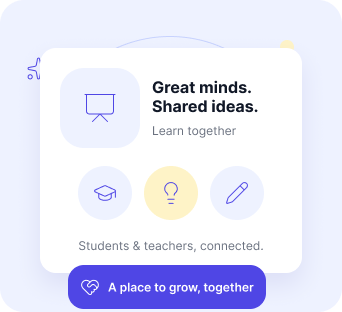 Great minds.
Shared ideas.
Learn together
Students & teachers, connected.
A place to grow, together